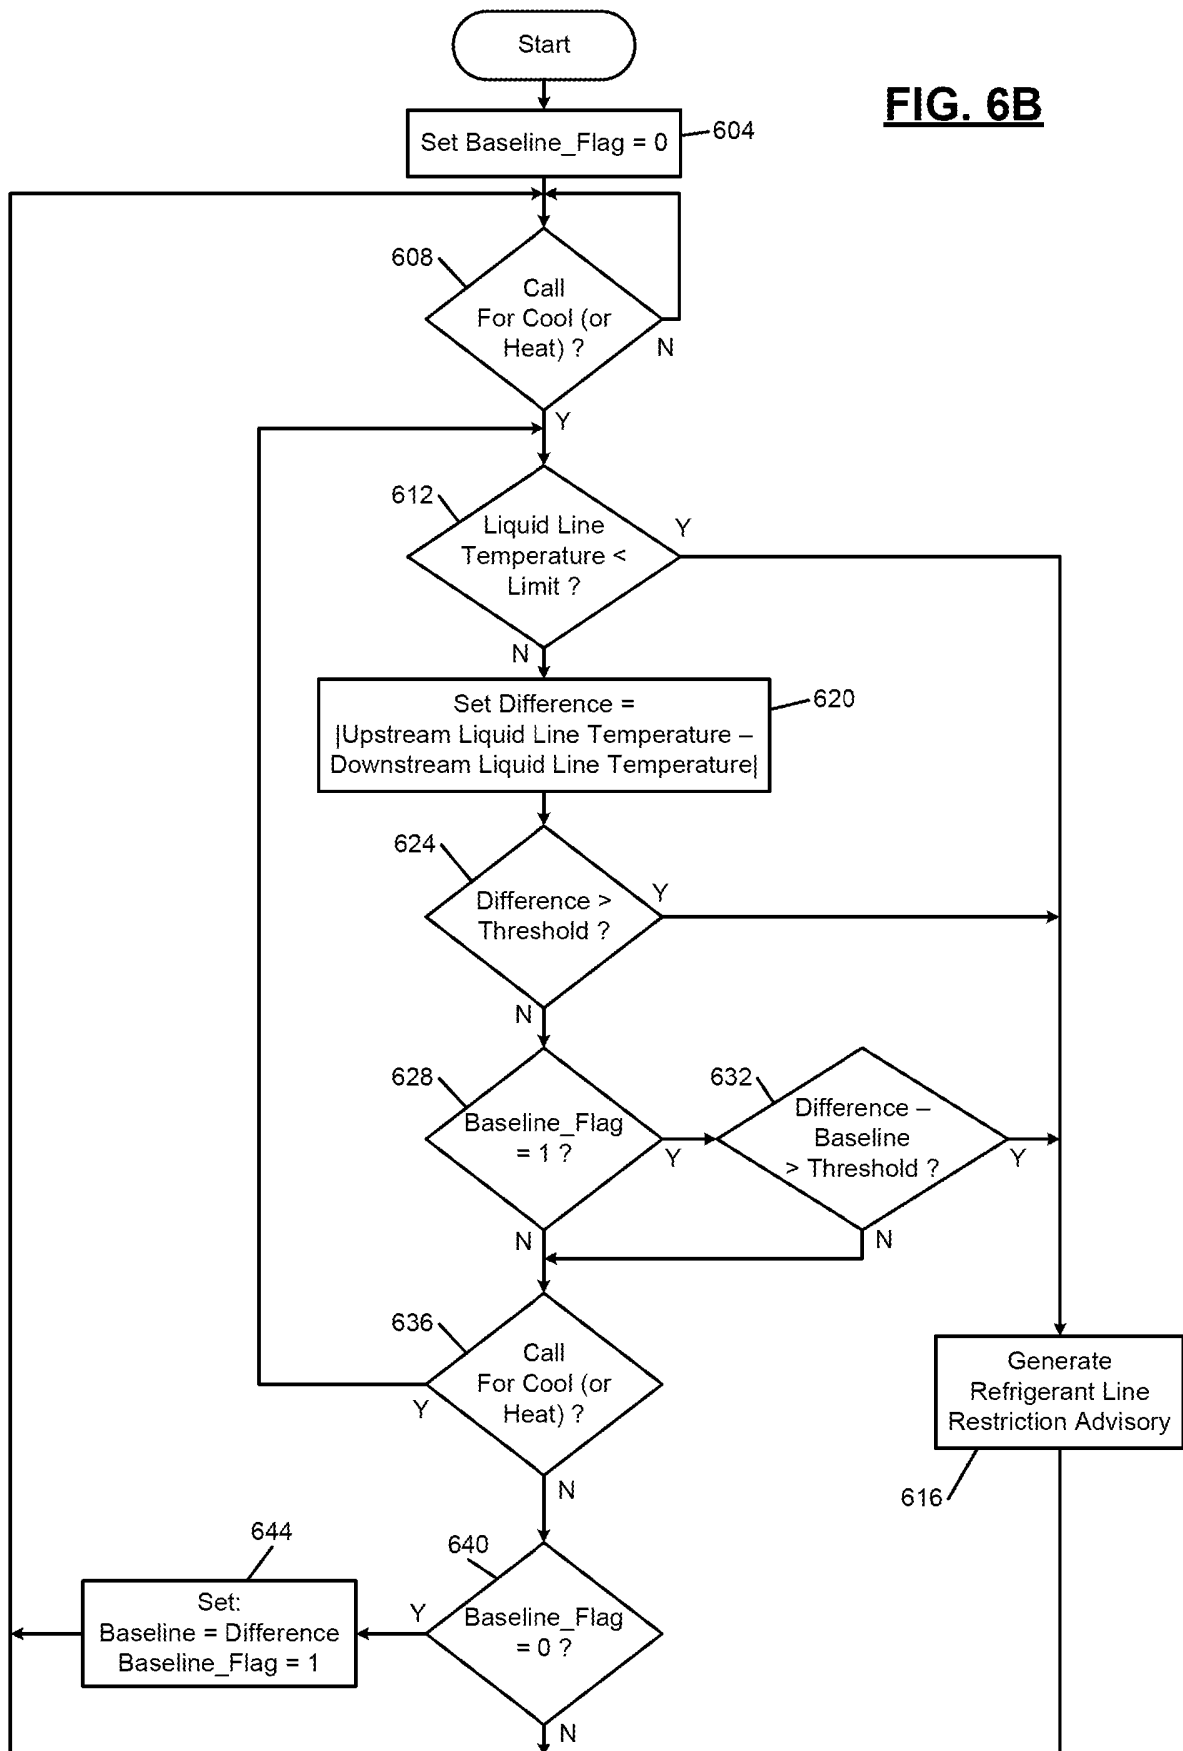 Start
FIG. 6B
Set Baseline_Flag = 0
604
608
Call
For Cool (or
Heat) ?
N
Y
612
Liquid Line
Temperature <
Limit ?
Y
N
Set Difference =
|Upstream Liquid Line Temperature –
Downstream Liquid Line Temperature|
620
624
Difference >
Threshold ?
Y
N
628
Baseline_Flag
= 1 ?
Y
632
Difference –
Baseline
> Threshold ?
Y
N
N
636
Call
For Cool (or
Heat) ?
Y
N
Generate
Refrigerant Line
Restriction Advisory
616
644
Set:
Baseline = Difference
Baseline_Flag = 1
640
Y
Baseline_Flag
= 0 ?
N